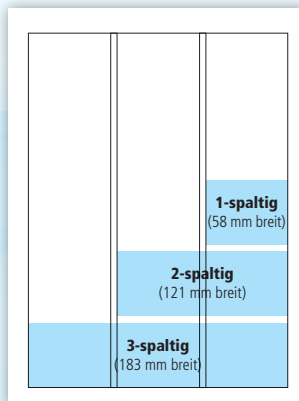 1-spaltig
(58 mm breit)
2-spaltig
(121 mm breit)
3-spaltig
(183 mm breit)